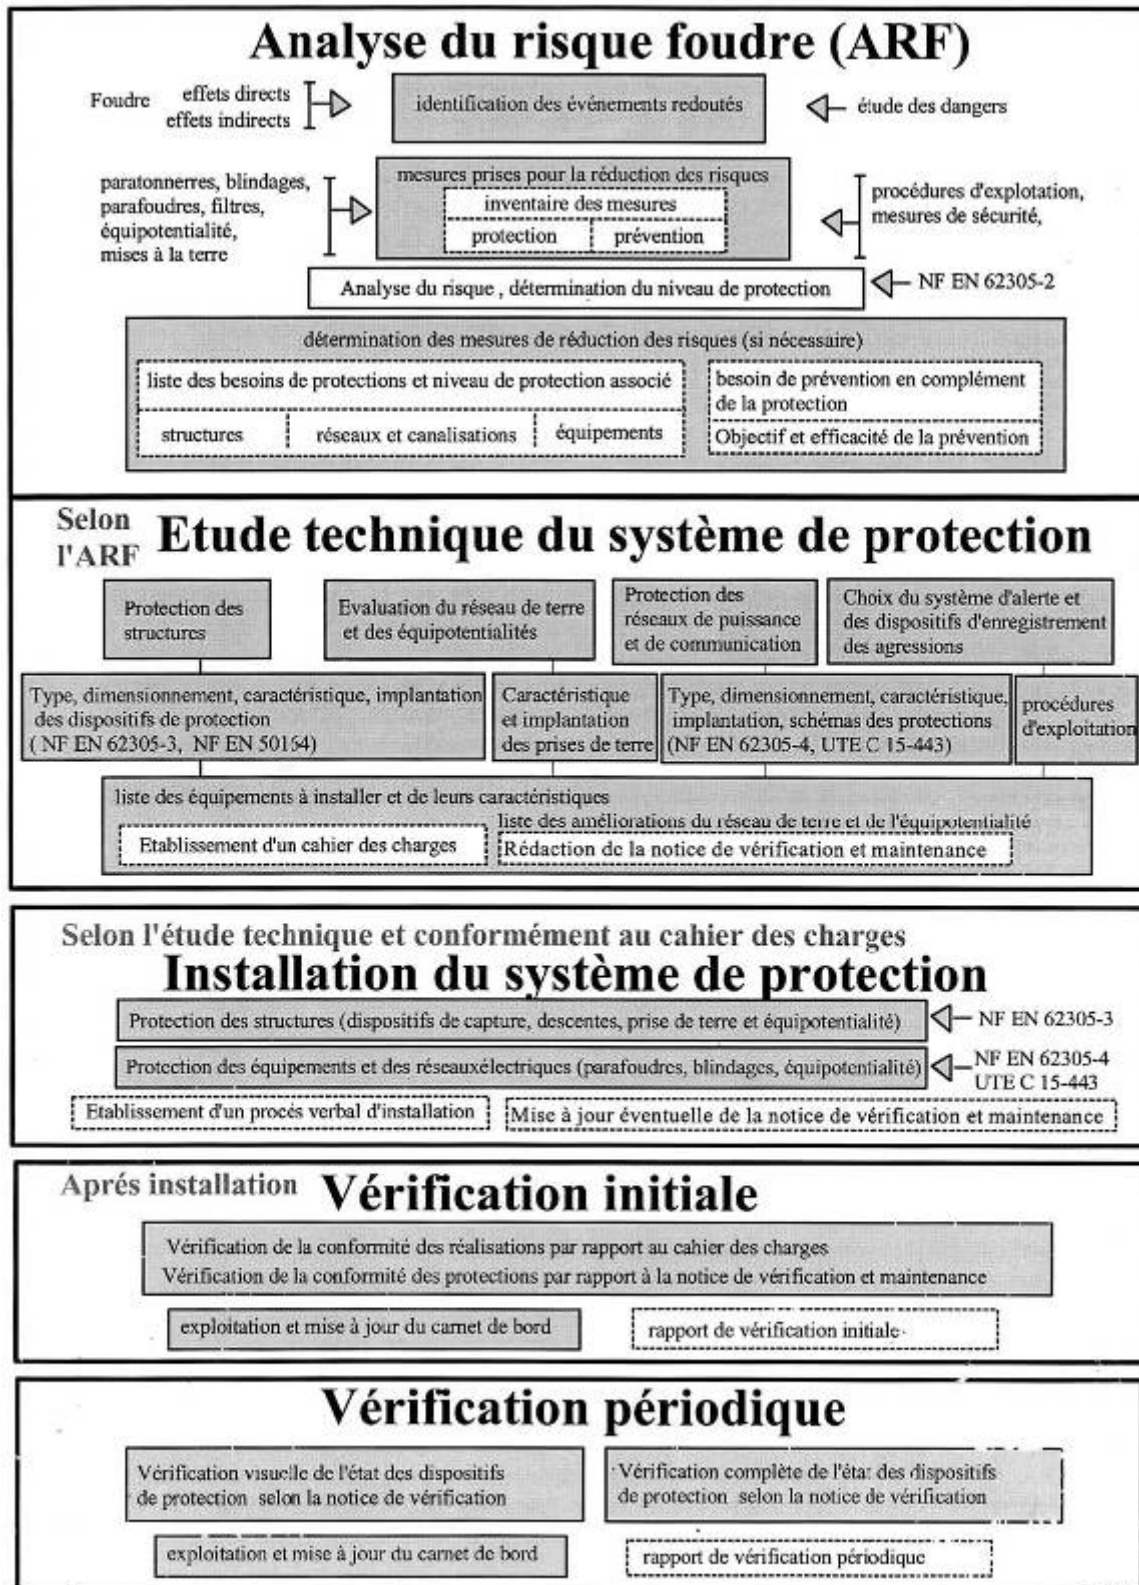 Analyse du risque foudre (ARF)
Foudre
effets directs
effets indirects
identification des événements redoutés
étude des dangers
paratonnerres, blindages,
parafoudres, filtres,
équipotentialité,
mises à la terre
mesures prises pour la réduction des risques
inventaire des mesures
protection
prévention
procédures d'explotation,
mesures de sécurité,
Analyse du risque , détermination du niveau de protection
NF EN 62305-2
détermination des mesures de réduction des risques (si nécessaire)
liste des besoins de protections et niveau de protection associé
structures
réseaux et canalisations
équipements
besoin de prévention en complément
de la protection
Objectif et efficacité de la prévention
Selon
l'ARF
Etude technique du système de protection
Protection des
structures
Evaluation du réseau de terre
et des équipotentialités
Protection des
réseaux de puissance
et de communication
Choix du système d'alerte et
des dispositifs d'enregistrement
des agressions
Type, dimensionnement, caractéristique, implantation
des dispositifs de protection
( NF EN 62305-3, NF EN 50164)
Caractéristique
et implantation
des prises de terre
Type, dimensionnement, caractéristique,
implantation, schémas des protections
(NF EN 62305-4, UTE C 15-443)
procédures
d'exploitation
liste des équipements à installer et de leurs caractéristiques
liste des améliorations du réseau de terre et de l'équipotentialité
Etablissement d'un cahier des charges
Rédaction de la notice de vérification et maintenance
Selon l'étude technique et conformément au cahier des charges
Installation du système de protection
Protection des structures (dispositifs de capture, descentes, prise de terre et équipotentialité)
NF EN 62305-3
Protection des équipements et des réseauxélectriques (parafoudres, blindages, équipotentialité)
NF EN 62305-4
UTE C 15-443
Etablissement d'un procés verbal d'installation
Mise à jour éventuelle de la notice de vérification et maintenance
Aprés installation
Vérification initiale
Vérification de la conformité des réalisations par rapport au cahier des charges
Vérification de la conformité des protections par rapport à la notice de vérification et maintenance
exploitation et mise à jour du carnet de bord
rapport de vérification initiale
Vérification périodique
Vérification visuelle de l'état des dispositifs
de protection selon la notice de vérification
Vérification complète de l'état des dispositifs
de protection selon la notice de vérification
exploitation et mise à jour du carnet de bord
rapport de vérification périodique